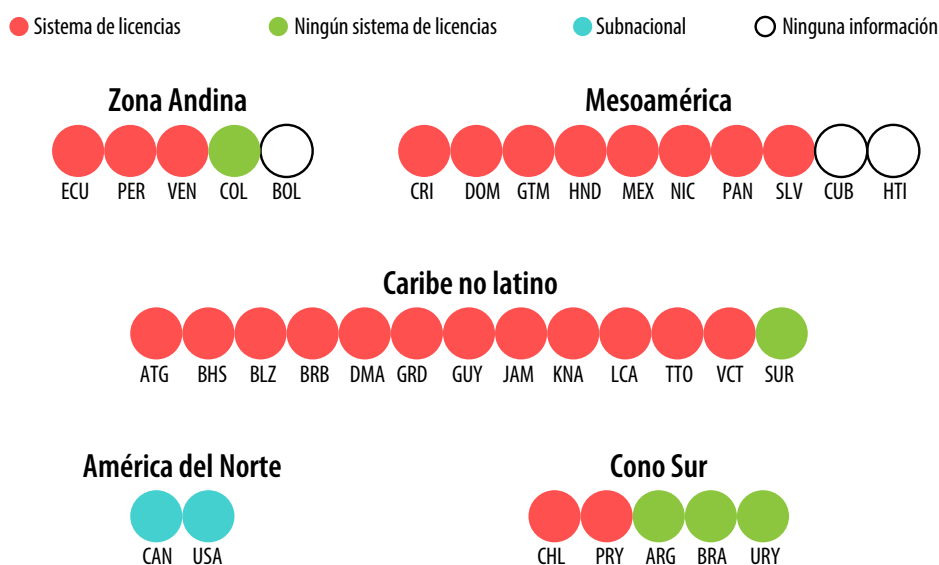 Sistema de licencias Ningún sistema de licencias Subnacional Ninguna información
Zona Andina
ECU PER VEN COL BOL
Mesoamérica
CRI DOM GTM HND MEX NIC PAN SLV CUB HTI
Caribe no latino
ATG BHS BLZ BRB DMA GRD GUY JAM KNA LCA TTO VCT SUR
América del Norte
CAN USA
Cono Sur
CHL PRY ARG BRA URY